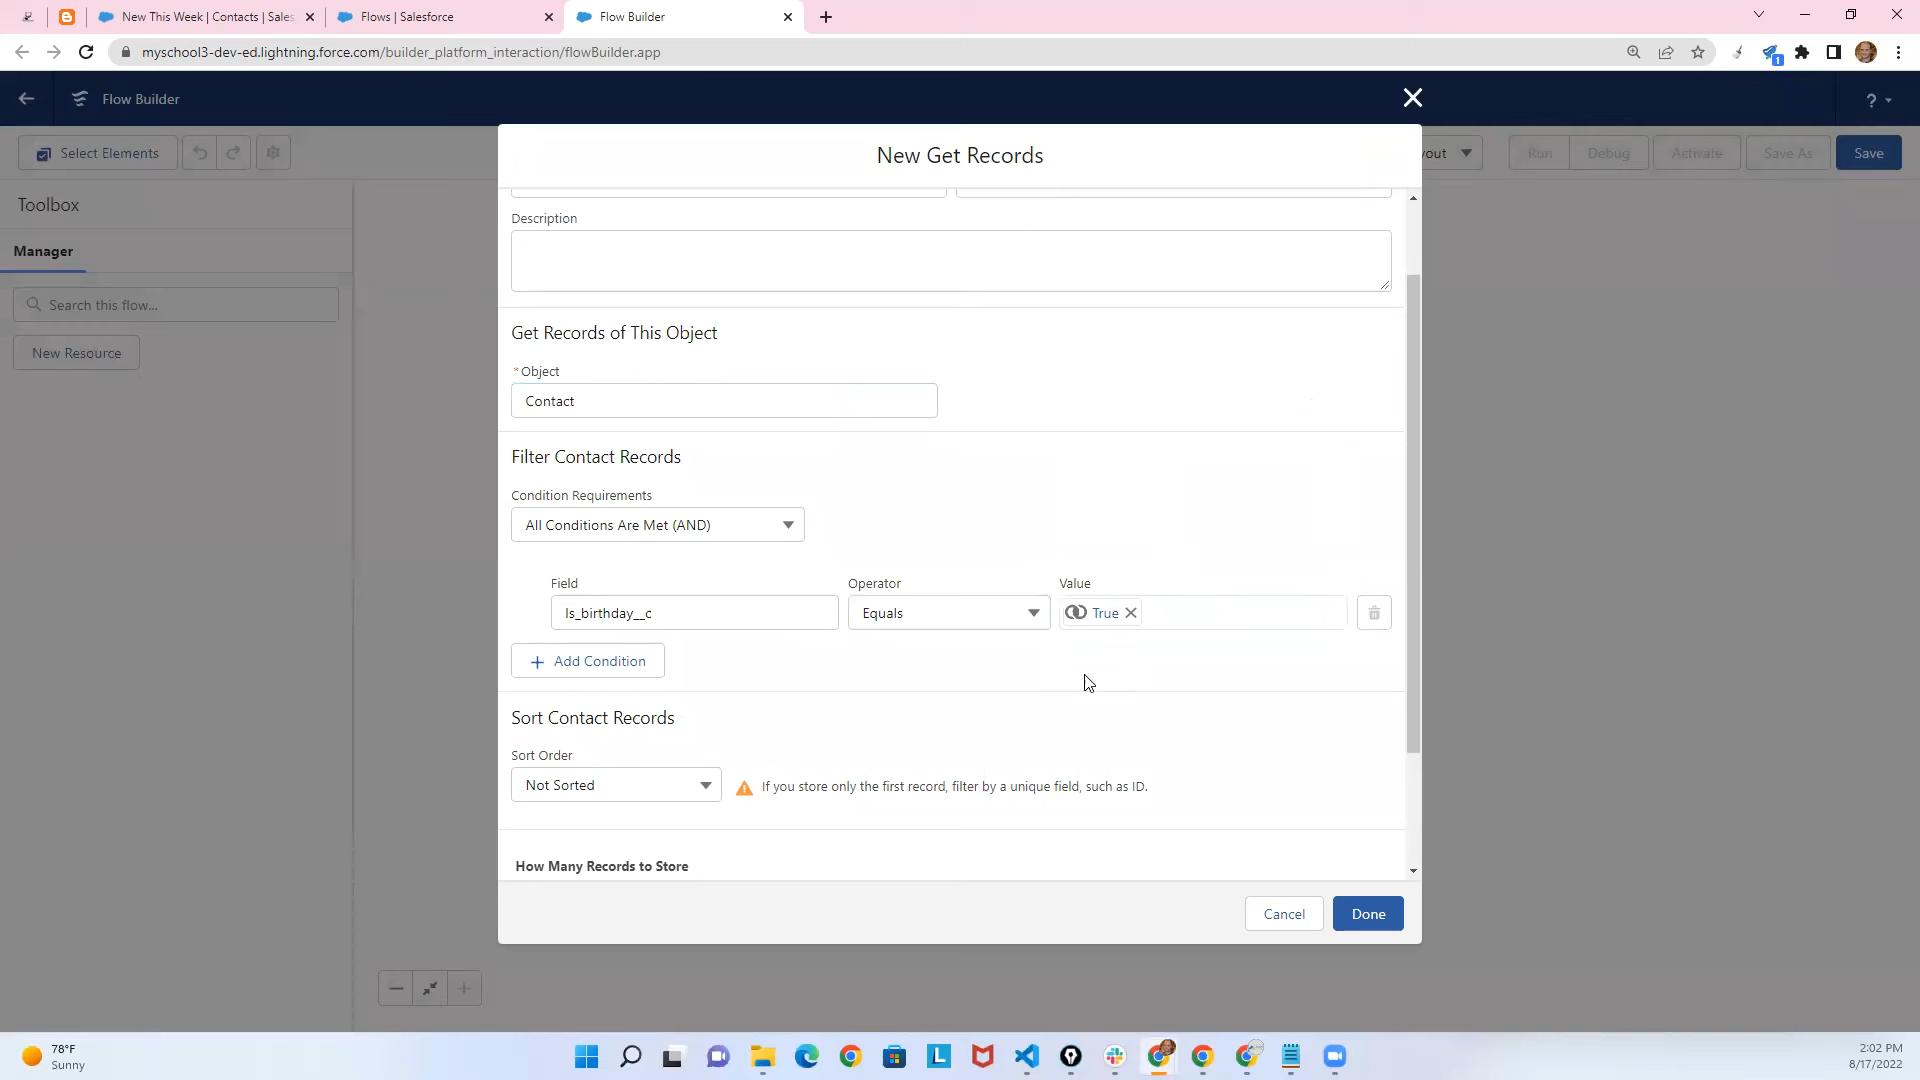 New This Week | Contacts | Sales
Flows | Salesforce
Flow Builder
myschool3-dev-ed.lightning.force.com/builder_platform_interaction/flowBuilder.app
1
Flow Builder
?
New Get Records
Select Elements
yout
Run
Debug
Activate
Save As
Save
Toolbox
Manager
Search this flow...
New Resource
Description
Get Records of This Object
*Object
Contact
Filter Contact Records
Condition Requirements
All Conditions Are Met (AND)
Field
Operator
Value
Is_birthday__c
Equals
True
+ Add Condition
Sort Contact Records
Sort Order
Not Sorted
If you store only the first record, filter by a unique field, such as ID.
How Many Records to Store
Cancel
Done
78°F
Sunny
L
2:02 PM
8/17/2022